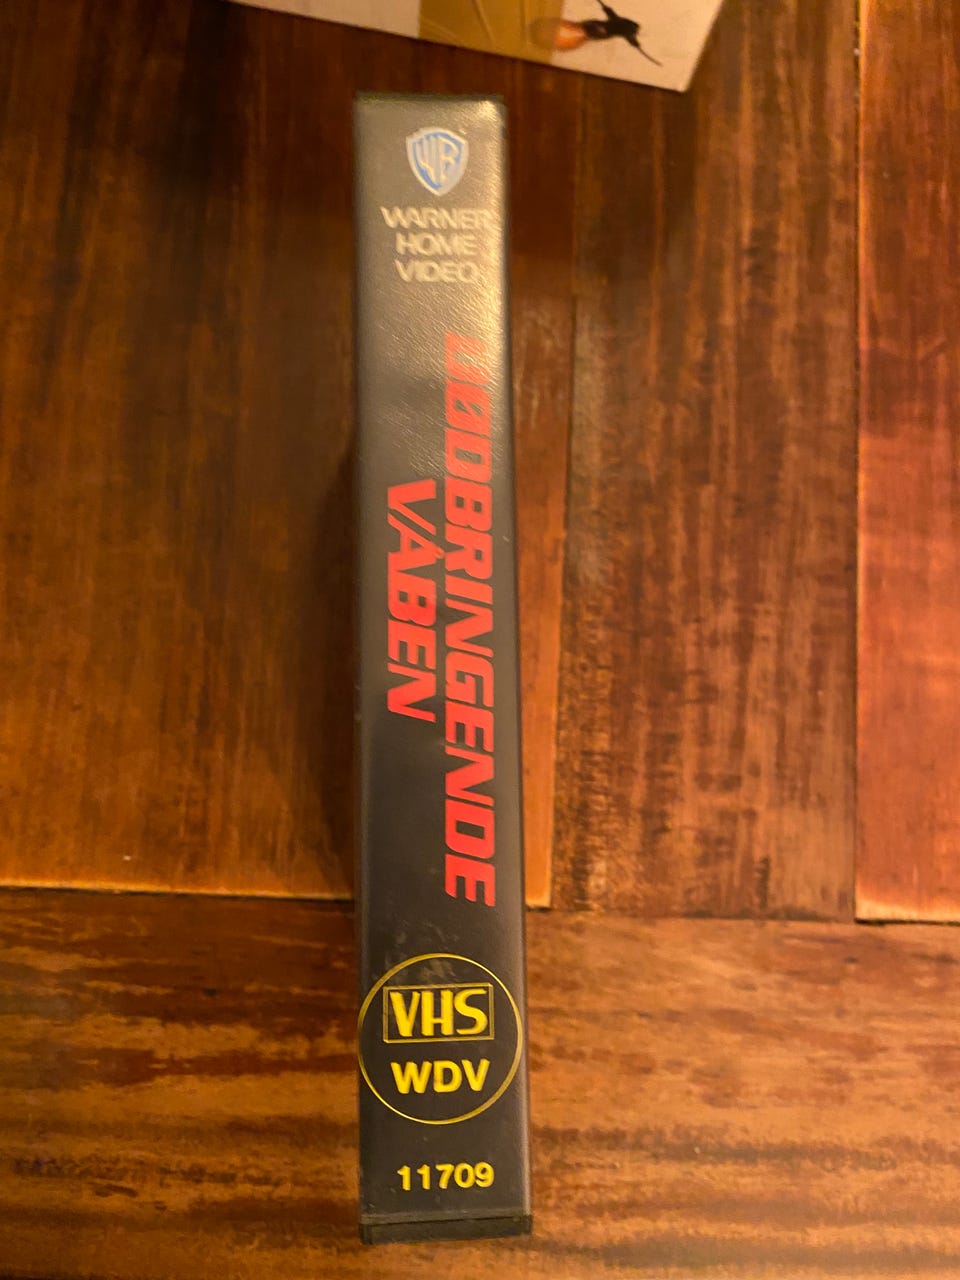 WB
WARNER
HOME
VIDEO
DØDBRINGENDE
VÅBEN
VHS
WDV
11709